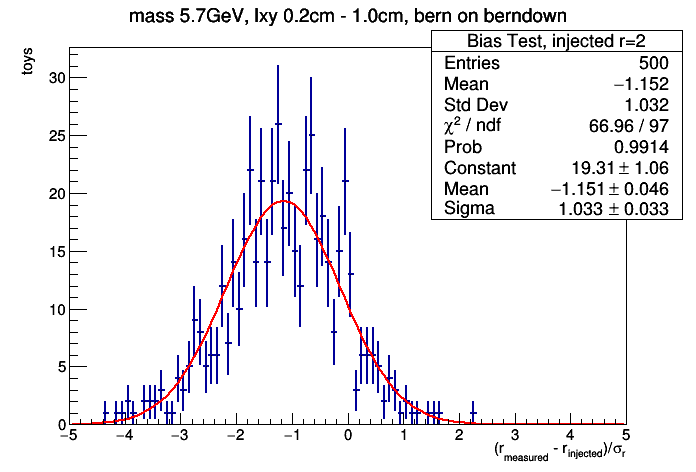 mass 5.7GeV, lxy 0.2cm - 1.0cm, bern on berndown
Bias Test, injected r=2
Entries 500
Mean −1.152
Std Dev 1.032
χ² / ndf 66.96 / 97
Prob 0.9914
Constant 19.31 ± 1.06
Mean −1.151 ± 0.046
Sigma 1.033 ± 0.033
toys
30
25
20
15
10
5
0
−5 −4 −3 −2 −1 0 1 2 3 4 5
(r_measured - r_injected)/σ_r